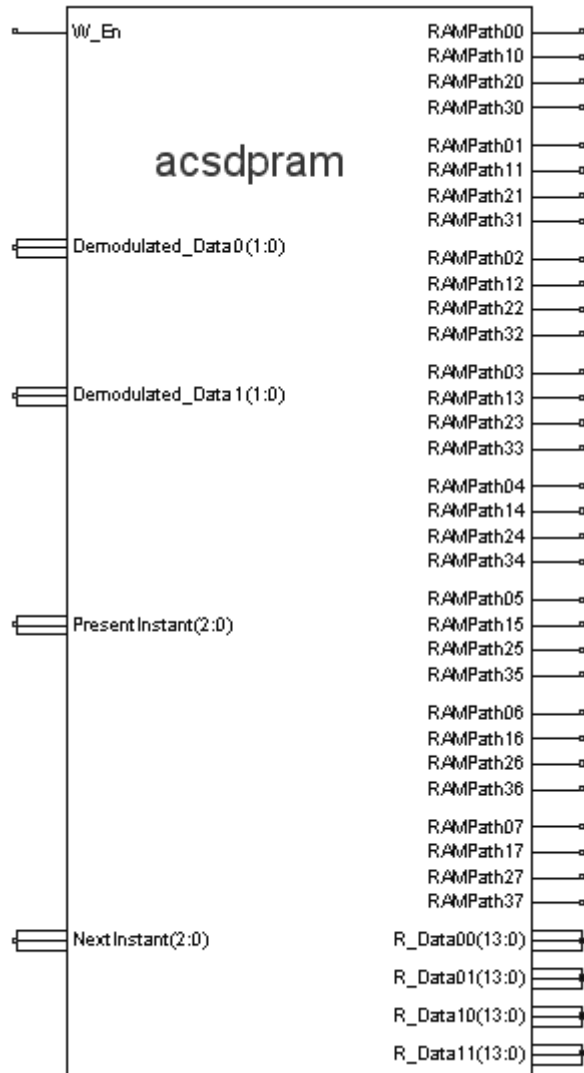 W_En
RAMPath00
RAMPath10
RAMPath20
RAMPath30
RAMPath01
acsdpram
RAMPath11
RAMPath21
RAMPath31
Demodulated_Data0(1:0)
RAMPath02
RAMPath12
RAMPath22
RAMPath32
RAMPath03
Demodulated_Data1(1:0)
RAMPath13
RAMPath23
RAMPath33
RAMPath04
RAMPath14
RAMPath24
RAMPath34
RAMPath05
PresentInstant(2:0)
RAMPath15
RAMPath25
RAMPath35
RAMPath06
RAMPath16
RAMPath26
RAMPath36
RAMPath07
RAMPath17
RAMPath27
RAMPath37
NextInstant(2:0)
R_Data00(13:0)
R_Data01(13:0)
R_Data10(13:0)
R_Data11(13:0)